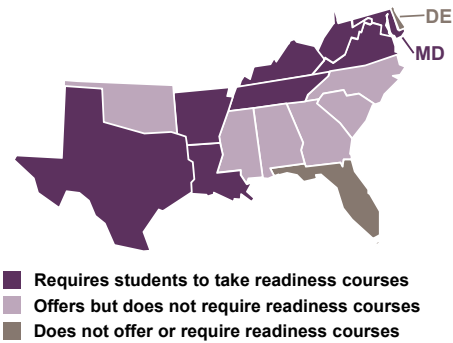 DE
MD
Requires students to take readiness courses
Offers but does not require readiness courses
Does not offer or require readiness courses